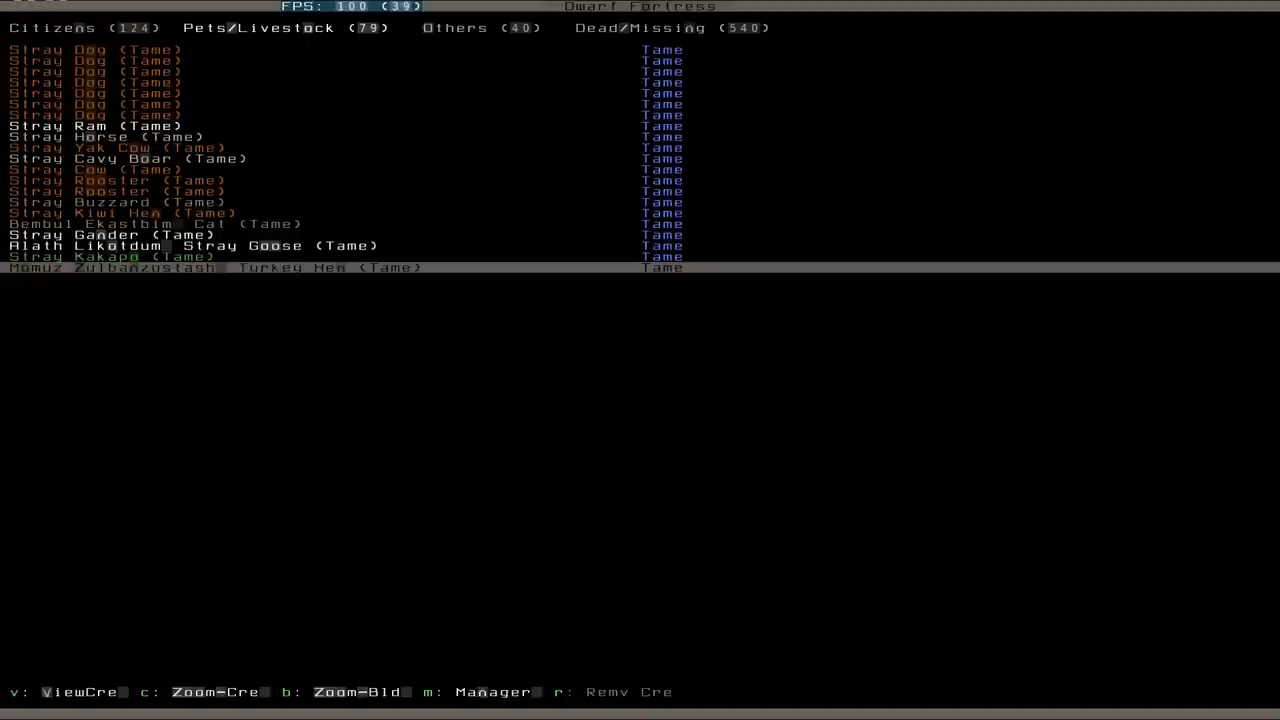 FPS: 100 (39) Dwarf Fortress
Citizens (124) Pets/Livestock (79) Others (40) Dead/Missing (540)
Stray Dog (Tame) Tame
Stray Dog (Tame) Tame
Stray Dog (Tame) Tame
Stray Dog (Tame) Tame
Stray Dog (Tame) Tame
Stray Dog (Tame) Tame
Stray Dog (Tame) Tame
Stray Ram (Tame) Tame
Stray Horse (Tame) Tame
Stray Yak Cow (Tame) Tame
Stray Cavy Boar (Tame) Tame
Stray Cow (Tame) Tame
Stray Rooster (Tame) Tame
Stray Rooster (Tame) Tame
Stray Buzzard (Tame) Tame
Stray Kiwi Hen (Tame) Tame
Bembul Ekastbim Cat (Tame) Tame
Stray Gander (Tame) Tame
Alath Likotdum Stray Goose (Tame) Tame
Stray Kakapo (Tame) Tame
Momuz Zulbanzustash Turkey Hen (Tame) Tame
v: ViewCre c: Zoom-Cre b: Zoom-Bld m: Manager r: Remv Cre